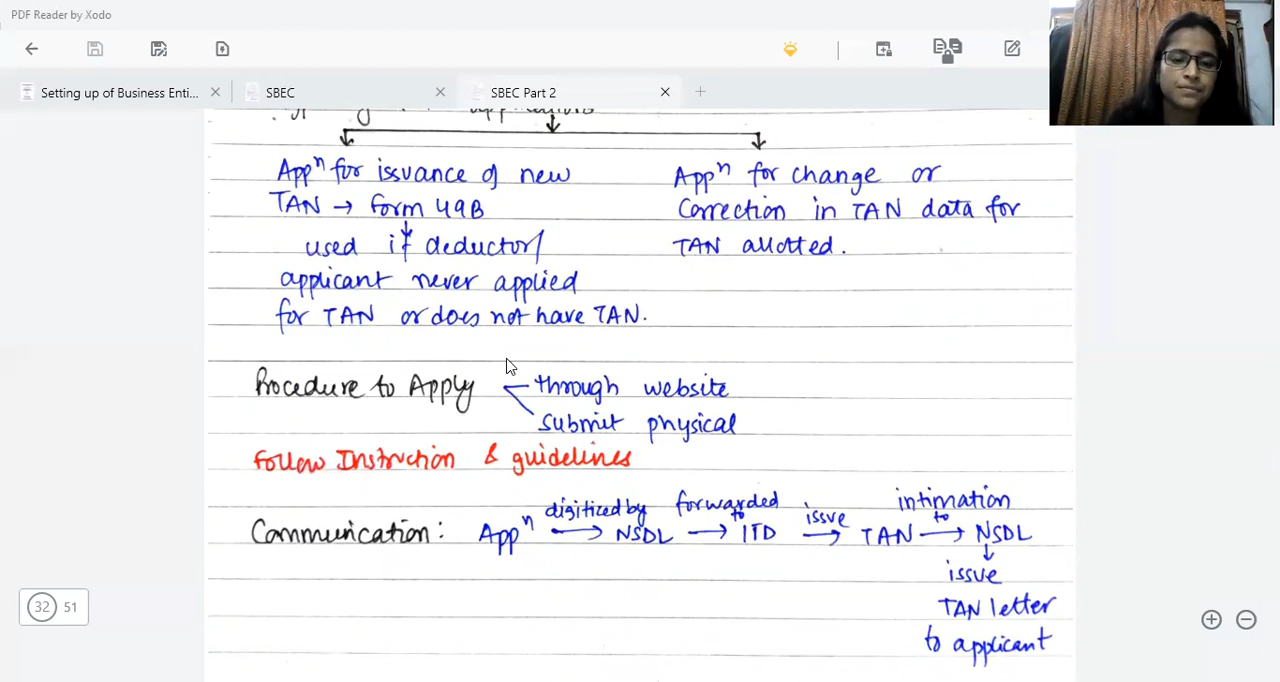 PDF Reader by Xodo
Setting up of Business Enti...
SBEC
SBEC Part 2
Appn for issuance of new
TAN → form 49B
used if deductor/
applicant never applied
for TAN or does not have TAN.
Appn for change or
Correction in TAN data for
TAN allotted.
Procedure to Apply
through website
submit physical
Follow Instruction & guidelines
Communication: Appn digitized by → NSDL forwarded to → ITD issue → TAN intimation to → NSDL
↓
issue
TAN letter
to applicant
32 51